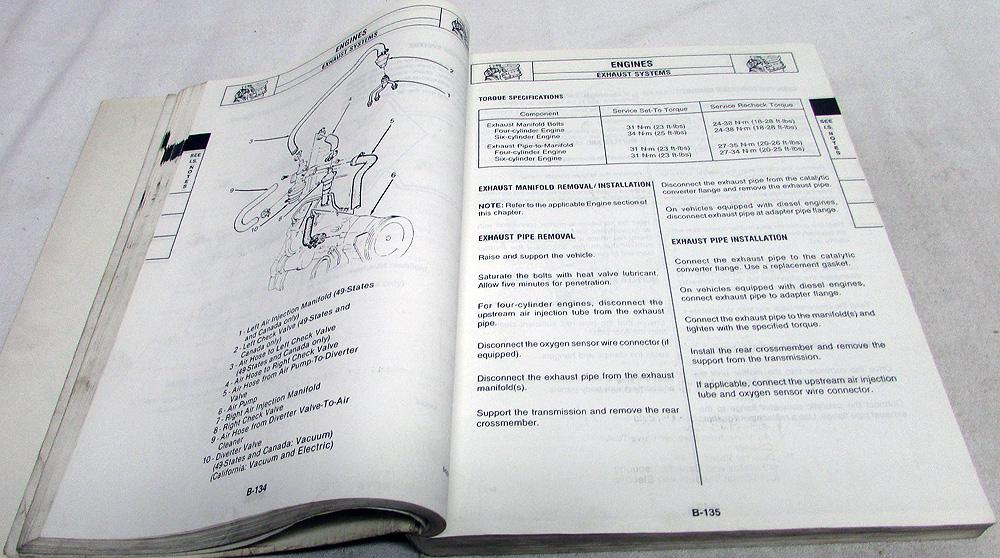 ENGINES
EXHAUST SYSTEMS
SEE
I.S.
NOTES
2
1
3
4
5
6
9
10
8
1 - Left Air Injection Manifold (49-States
and Canada only)
2 - Left Check Valve (49-States and
Canada only)
3 - Air Hose to Left Check Valve
(49-States and Canada only)
4 - Air Hose to Right Check Valve
5 - Air Hose from Air Pump-To-Diverter
Valve
6 - Air Pump
7 - Right Air Injection Manifold
8 - Right Check Valve
9 - Air Hose from Diverter Valve-To-Air
Cleaner
10 - Diverter Valve
(49-States and Canada: Vacuum)
(California: Vacuum and Electric)
B-134
ENGINES
EXHAUST SYSTEMS
TORQUE SPECIFICATIONS
Component Service Set-To Torque Service Recheck Torque
Exhaust Manifold Bolts
Four-cylinder Engine 31 N·m (23 ft-lbs) 24-38 N·m (18-28 ft-lbs)
Six-cylinder Engine 34 N·m (25 ft-lbs) 24-38 N·m (18-28 ft-lbs)
Exhaust Pipe-to-Manifold
Four-cylinder Engine 31 N·m (23 ft-lbs) 27-35 N·m (20-26 ft-lbs)
Six-cylinder Engine 31 N·m (23 ft-lbs) 27-34 N·m (20-25 ft-lbs)
EXHAUST MANIFOLD REMOVAL/INSTALLATION
NOTE: Refer to the applicable Engine section of
this chapter.
EXHAUST PIPE REMOVAL
Raise and support the vehicle.
Saturate the bolts with heat valve lubricant.
Allow five minutes for penetration.
For four-cylinder engines, disconnect the
upstream air injection tube from the exhaust
pipe.
Disconnect the oxygen sensor wire connector (if
equipped).
Disconnect the exhaust pipe from the exhaust
manifold(s).
Support the transmission and remove the rear
crossmember.
Disconnect the exhaust pipe from the catalytic
converter flange and remove the exhaust pipe.
On vehicles equipped with diesel engines,
disconnect exhaust pipe at adapter pipe flange.
EXHAUST PIPE INSTALLATION
Connect the exhaust pipe to the catalytic
converter flange. Use a replacement gasket.
On vehicles equipped with diesel engines,
connect exhaust pipe to adapter flange.
Connect the exhaust pipe to the manifold(s) and
tighten with the specified torque.
Install the rear crossmember and remove the
support from the transmission.
If applicable, connect the upstream air injection
tube and oxygen sensor wire connector.
SEE
I.S.
NOTES
B-135